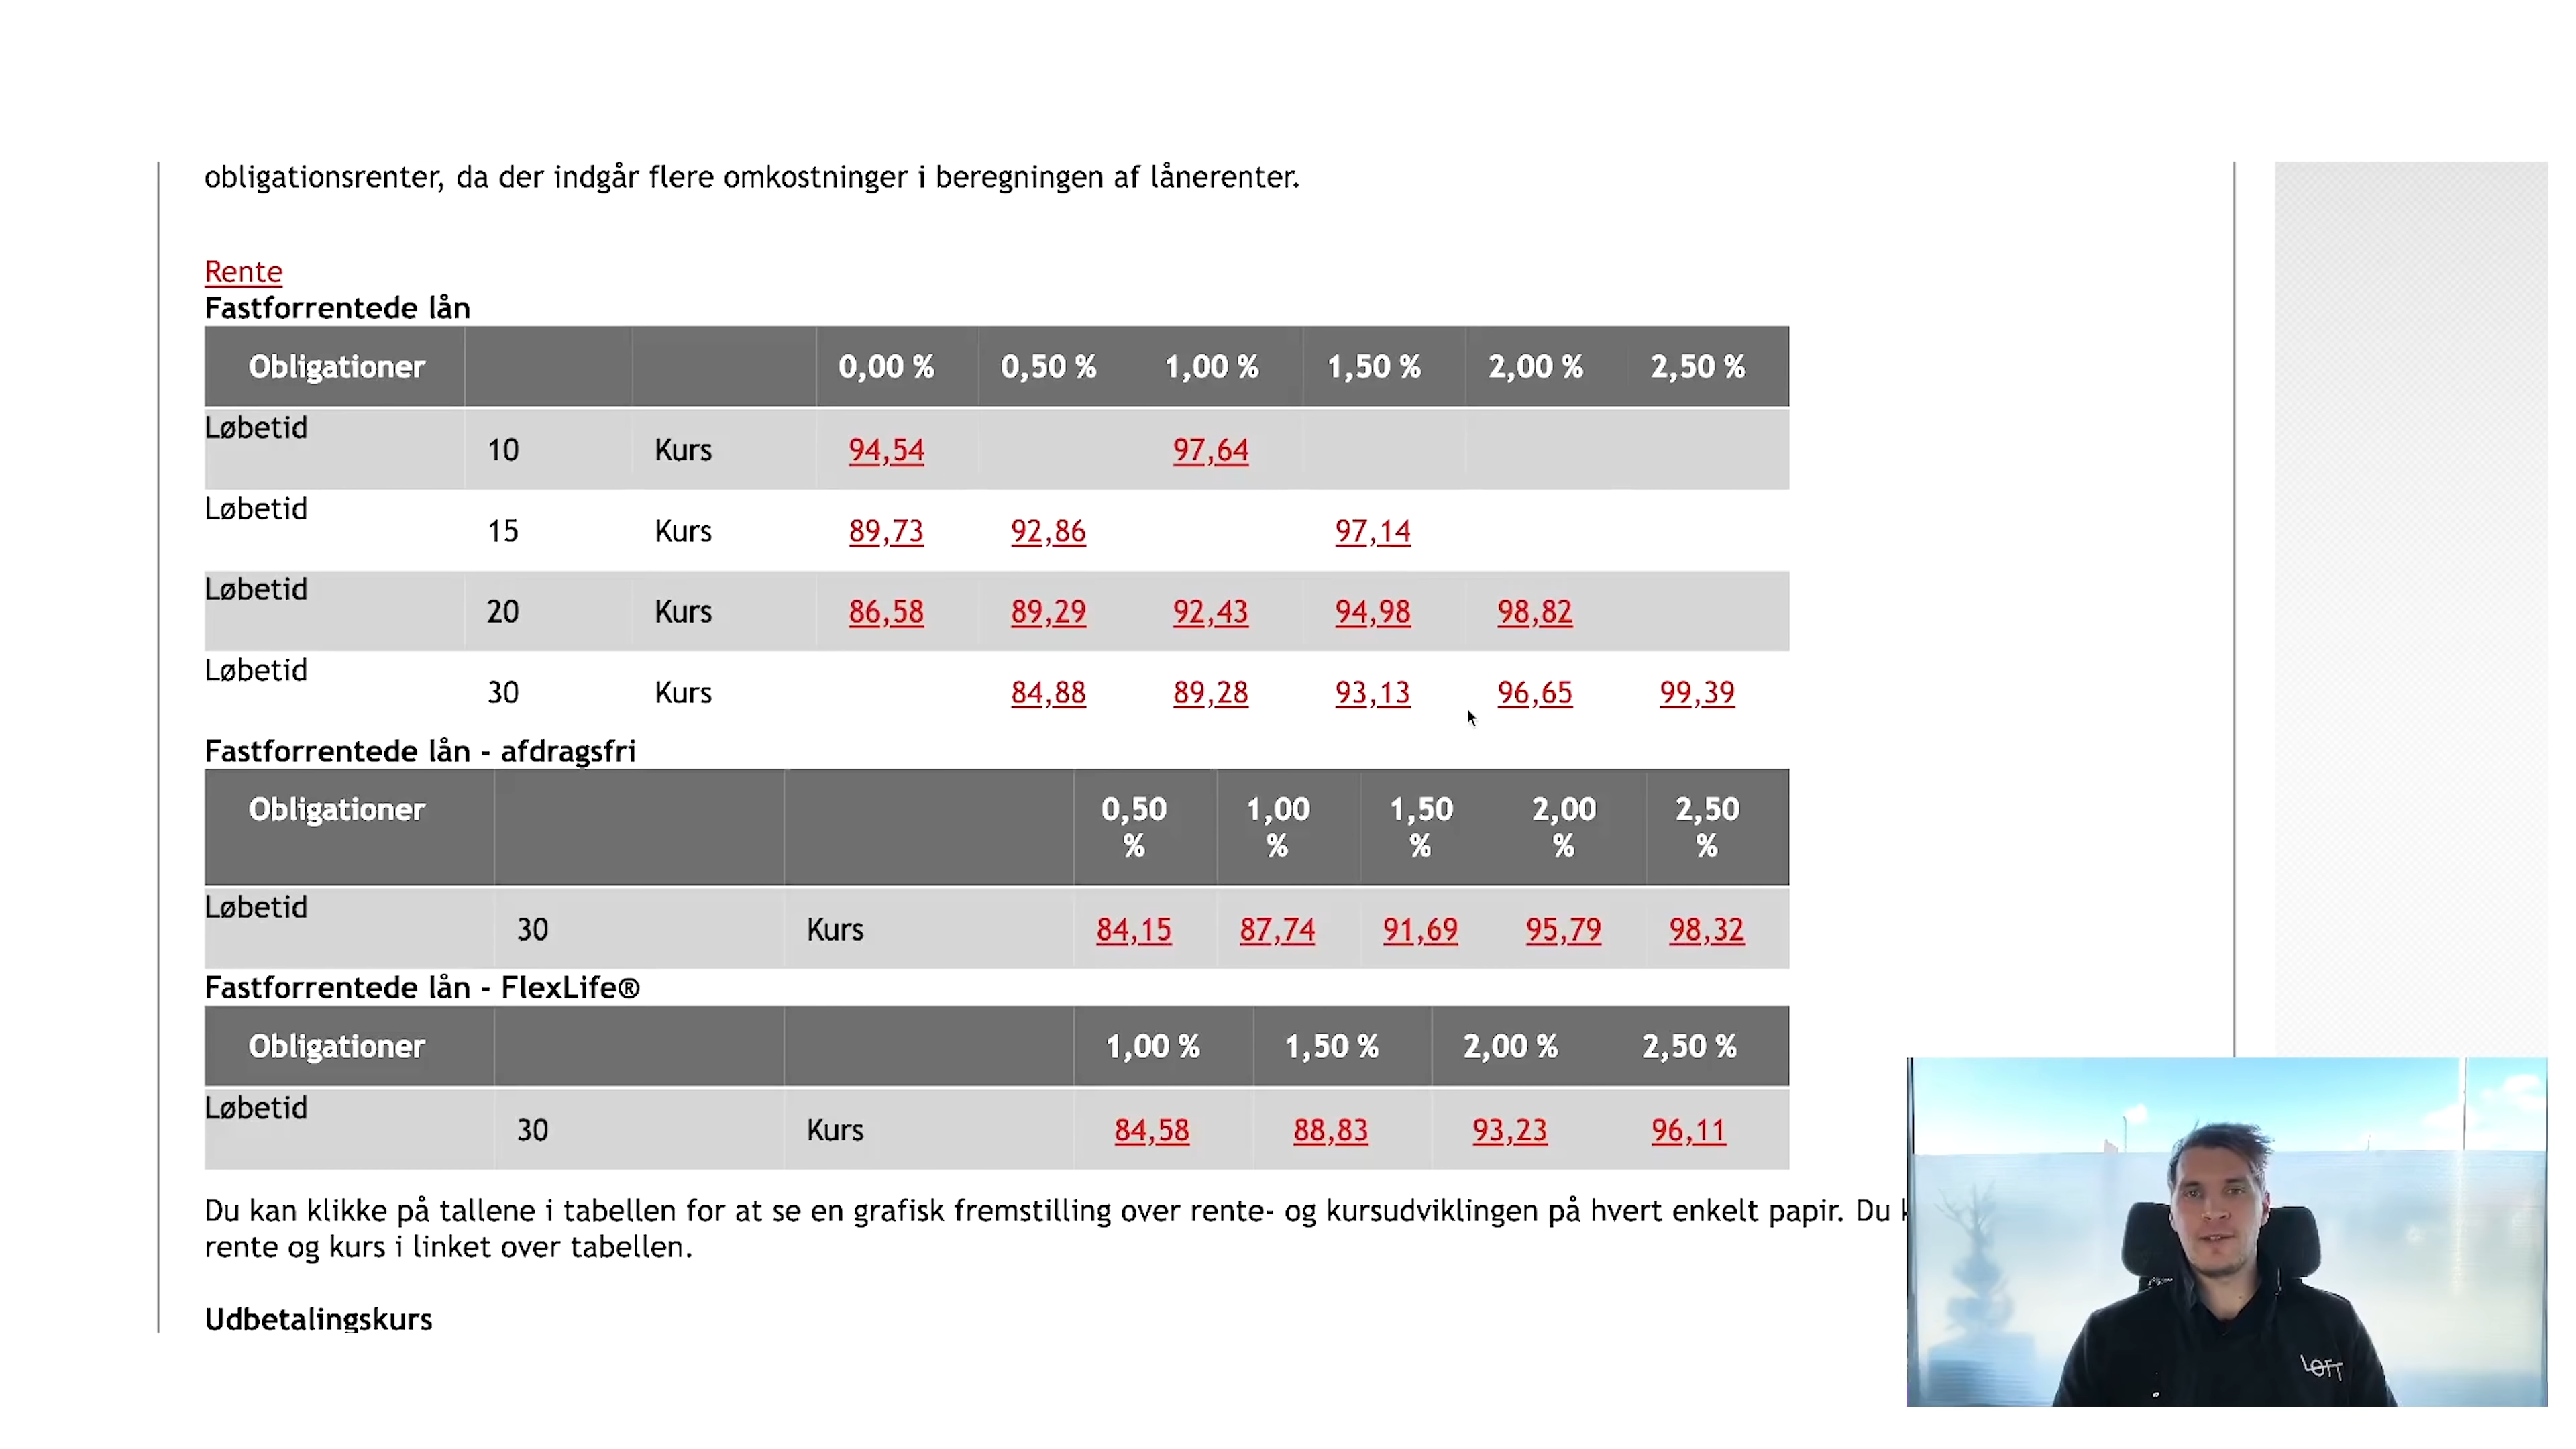 obligationsrenter, da der indgår flere omkostninger i beregningen af lånerenter.
Rente
Fastforrentede lån
Obligationer 0,00 % 0,50 % 1,00 % 1,50 % 2,00 % 2,50 %
Løbetid 10 Kurs 94,54 97,64
Løbetid 15 Kurs 89,73 92,86 97,14
Løbetid 20 Kurs 86,58 89,29 92,43 94,98 98,82
Løbetid 30 Kurs 84,88 89,28 93,13 96,65 99,39
Fastforrentede lån - afdragsfri
Obligationer 0,50 % 1,00 % 1,50 % 2,00 % 2,50 %
Løbetid 30 Kurs 84,15 87,74 91,69 95,79 98,32
Fastforrentede lån - FlexLife®
Obligationer 1,00 % 1,50 % 2,00 % 2,50 %
Løbetid 30 Kurs 84,58 88,83 93,23 96,11
Du kan klikke på tallene i tabellen for at se en grafisk fremstilling over rente- og kursudviklingen på hvert enkelt papir. Du
rente og kurs i linket over tabellen.
Udbetalingskurs
LOFT